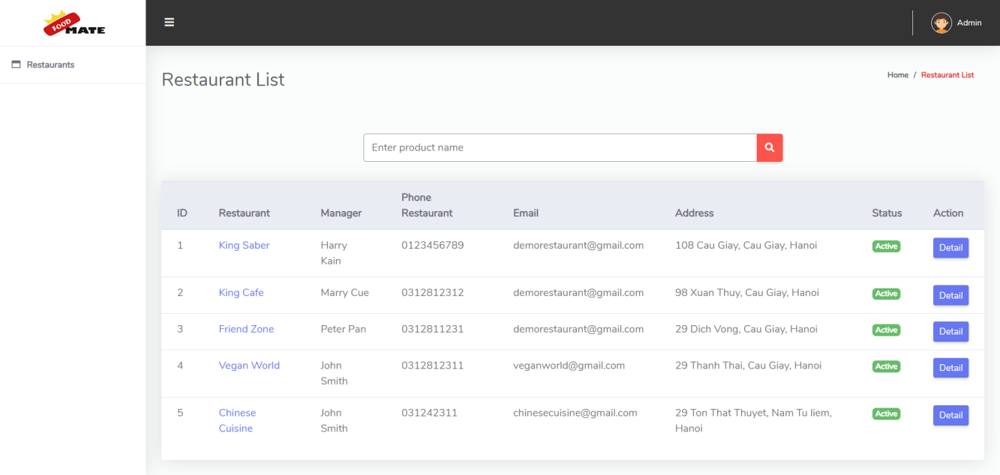 FOOD
MATE
Admin
Restaurants
Restaurant List
Home / Restaurant List
Enter product name
ID Restaurant Manager Phone Restaurant Email Address Status Action
1 King Saber Harry Kain 0123456789 demorestaurant@gmail.com 108 Cau Giay, Cau Giay, Hanoi Active Detail
2 King Cafe Marry Cue 0312812312 demorestaurant@gmail.com 98 Xuan Thuy, Cau Giay, Hanoi Active Detail
3 Friend Zone Peter Pan 0312811231 demorestaurant@gmail.com 29 Dich Vong, Cau Giay, Hanoi Active Detail
4 Vegan World John Smith 0312812311 veganworld@gmail.com 29 Thanh Thai, Cau Giay, Hanoi Active Detail
5 Chinese Cuisine John Smith 031242311 chinesecuisine@gmail.com 29 Ton That Thuyet, Nam Tu liem, Hanoi Active Detail